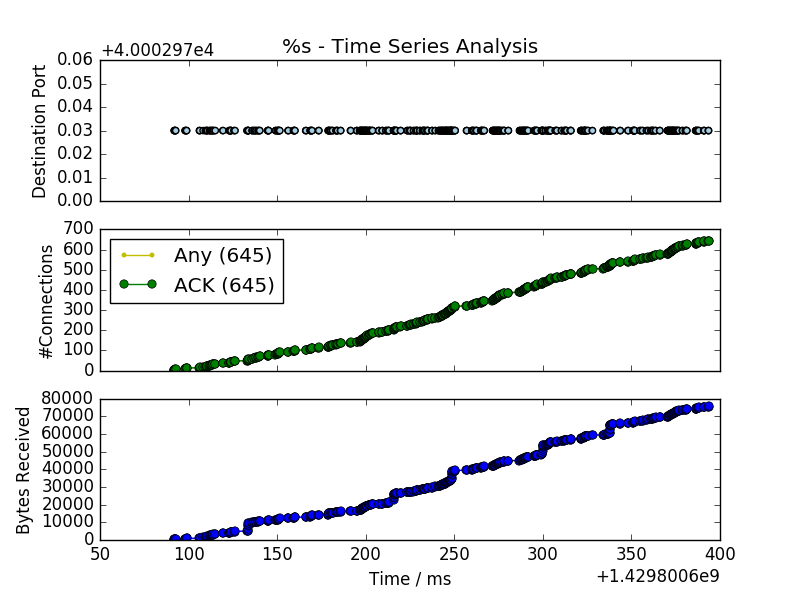 %s - Time Series Analysis
+4.000297e4
0.06
0.05
0.04
0.03
0.02
0.01
0.00
Destination Port
700
600
500
400
300
200
100
0
#Connections
Any (645)
ACK (645)
80000
70000
60000
50000
40000
30000
20000
10000
0
Bytes Received
50 100 150 200 250 300 350 400
Time / ms
+1.4298006e9